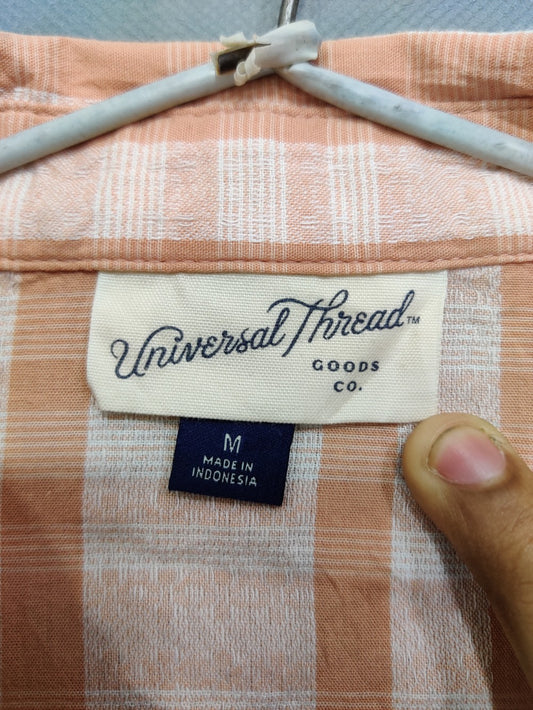 Universal Thread™
GOODS
CO.
M
MADE IN
INDONESIA